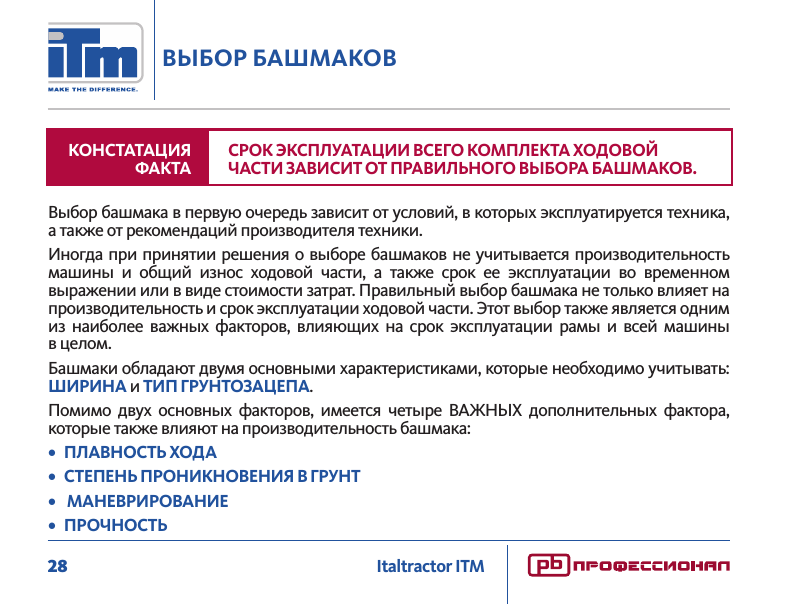 iTm
MAKE THE DIFFERENCE.
ВЫБОР БАШМАКОВ
КОНСТАТАЦИЯ
ФАКТА
СРОК ЭКСПЛУАТАЦИИ ВСЕГО КОМПЛЕКТА ХОДОВОЙ
ЧАСТИ ЗАВИСИТ ОТ ПРАВИЛЬНОГО ВЫБОРА БАШМАКОВ.
Выбор башмака в первую очередь зависит от условий, в которых эксплуатируется техника,
а также от рекомендаций производителя техники.
Иногда при принятии решения о выборе башмаков не учитывается производительность
машины и общий износ ходовой части, а также срок ее эксплуатации во временном
выражении или в виде стоимости затрат. Правильный выбор башмака не только влияет на
производительность и срок эксплуатации ходовой части. Этот выбор также является одним
из наиболее важных факторов, влияющих на срок эксплуатации рамы и всей машины
в целом.
Башмаки обладают двумя основными характеристиками, которые необходимо учитывать:
ШИРИНА и ТИП ГРУНТОЗАЦЕПА.
Помимо двух основных факторов, имеется четыре ВАЖНЫХ дополнительных фактора,
которые также влияют на производительность башмака:
• ПЛАВНОСТЬ ХОДА
• СТЕПЕНЬ ПРОНИКНОВЕНИЯ В ГРУНТ
• МАНЕВРИРОВАНИЕ
• ПРОЧНОСТЬ
28
Italtractor ITM
pb ПРОФЕССИОНАЛ